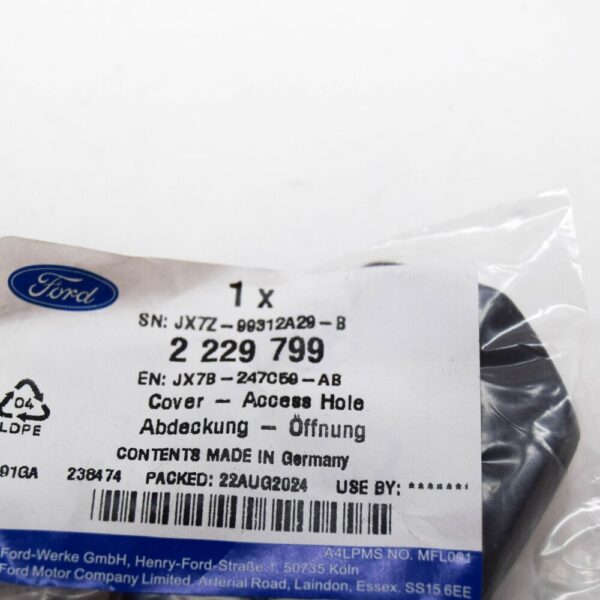 Ford
1 x
SN: JX7Z-99312A29-B
2 229 799
EN: JX7B-247C59-AB
Cover - Access Hole
Abdeckung - Öffnung
04
LDPE
CONTENTS MADE IN Germany
91GA 238474 PACKED: 22AUG2024 USE BY: *******
A4LPMS NO. MFL091
Ford-Werke GmbH, Henry-Ford-Straße 1, 50735 Köln
Ford Motor Company Limited. Arterial Road, Laindon, Essex. SS15 6EE